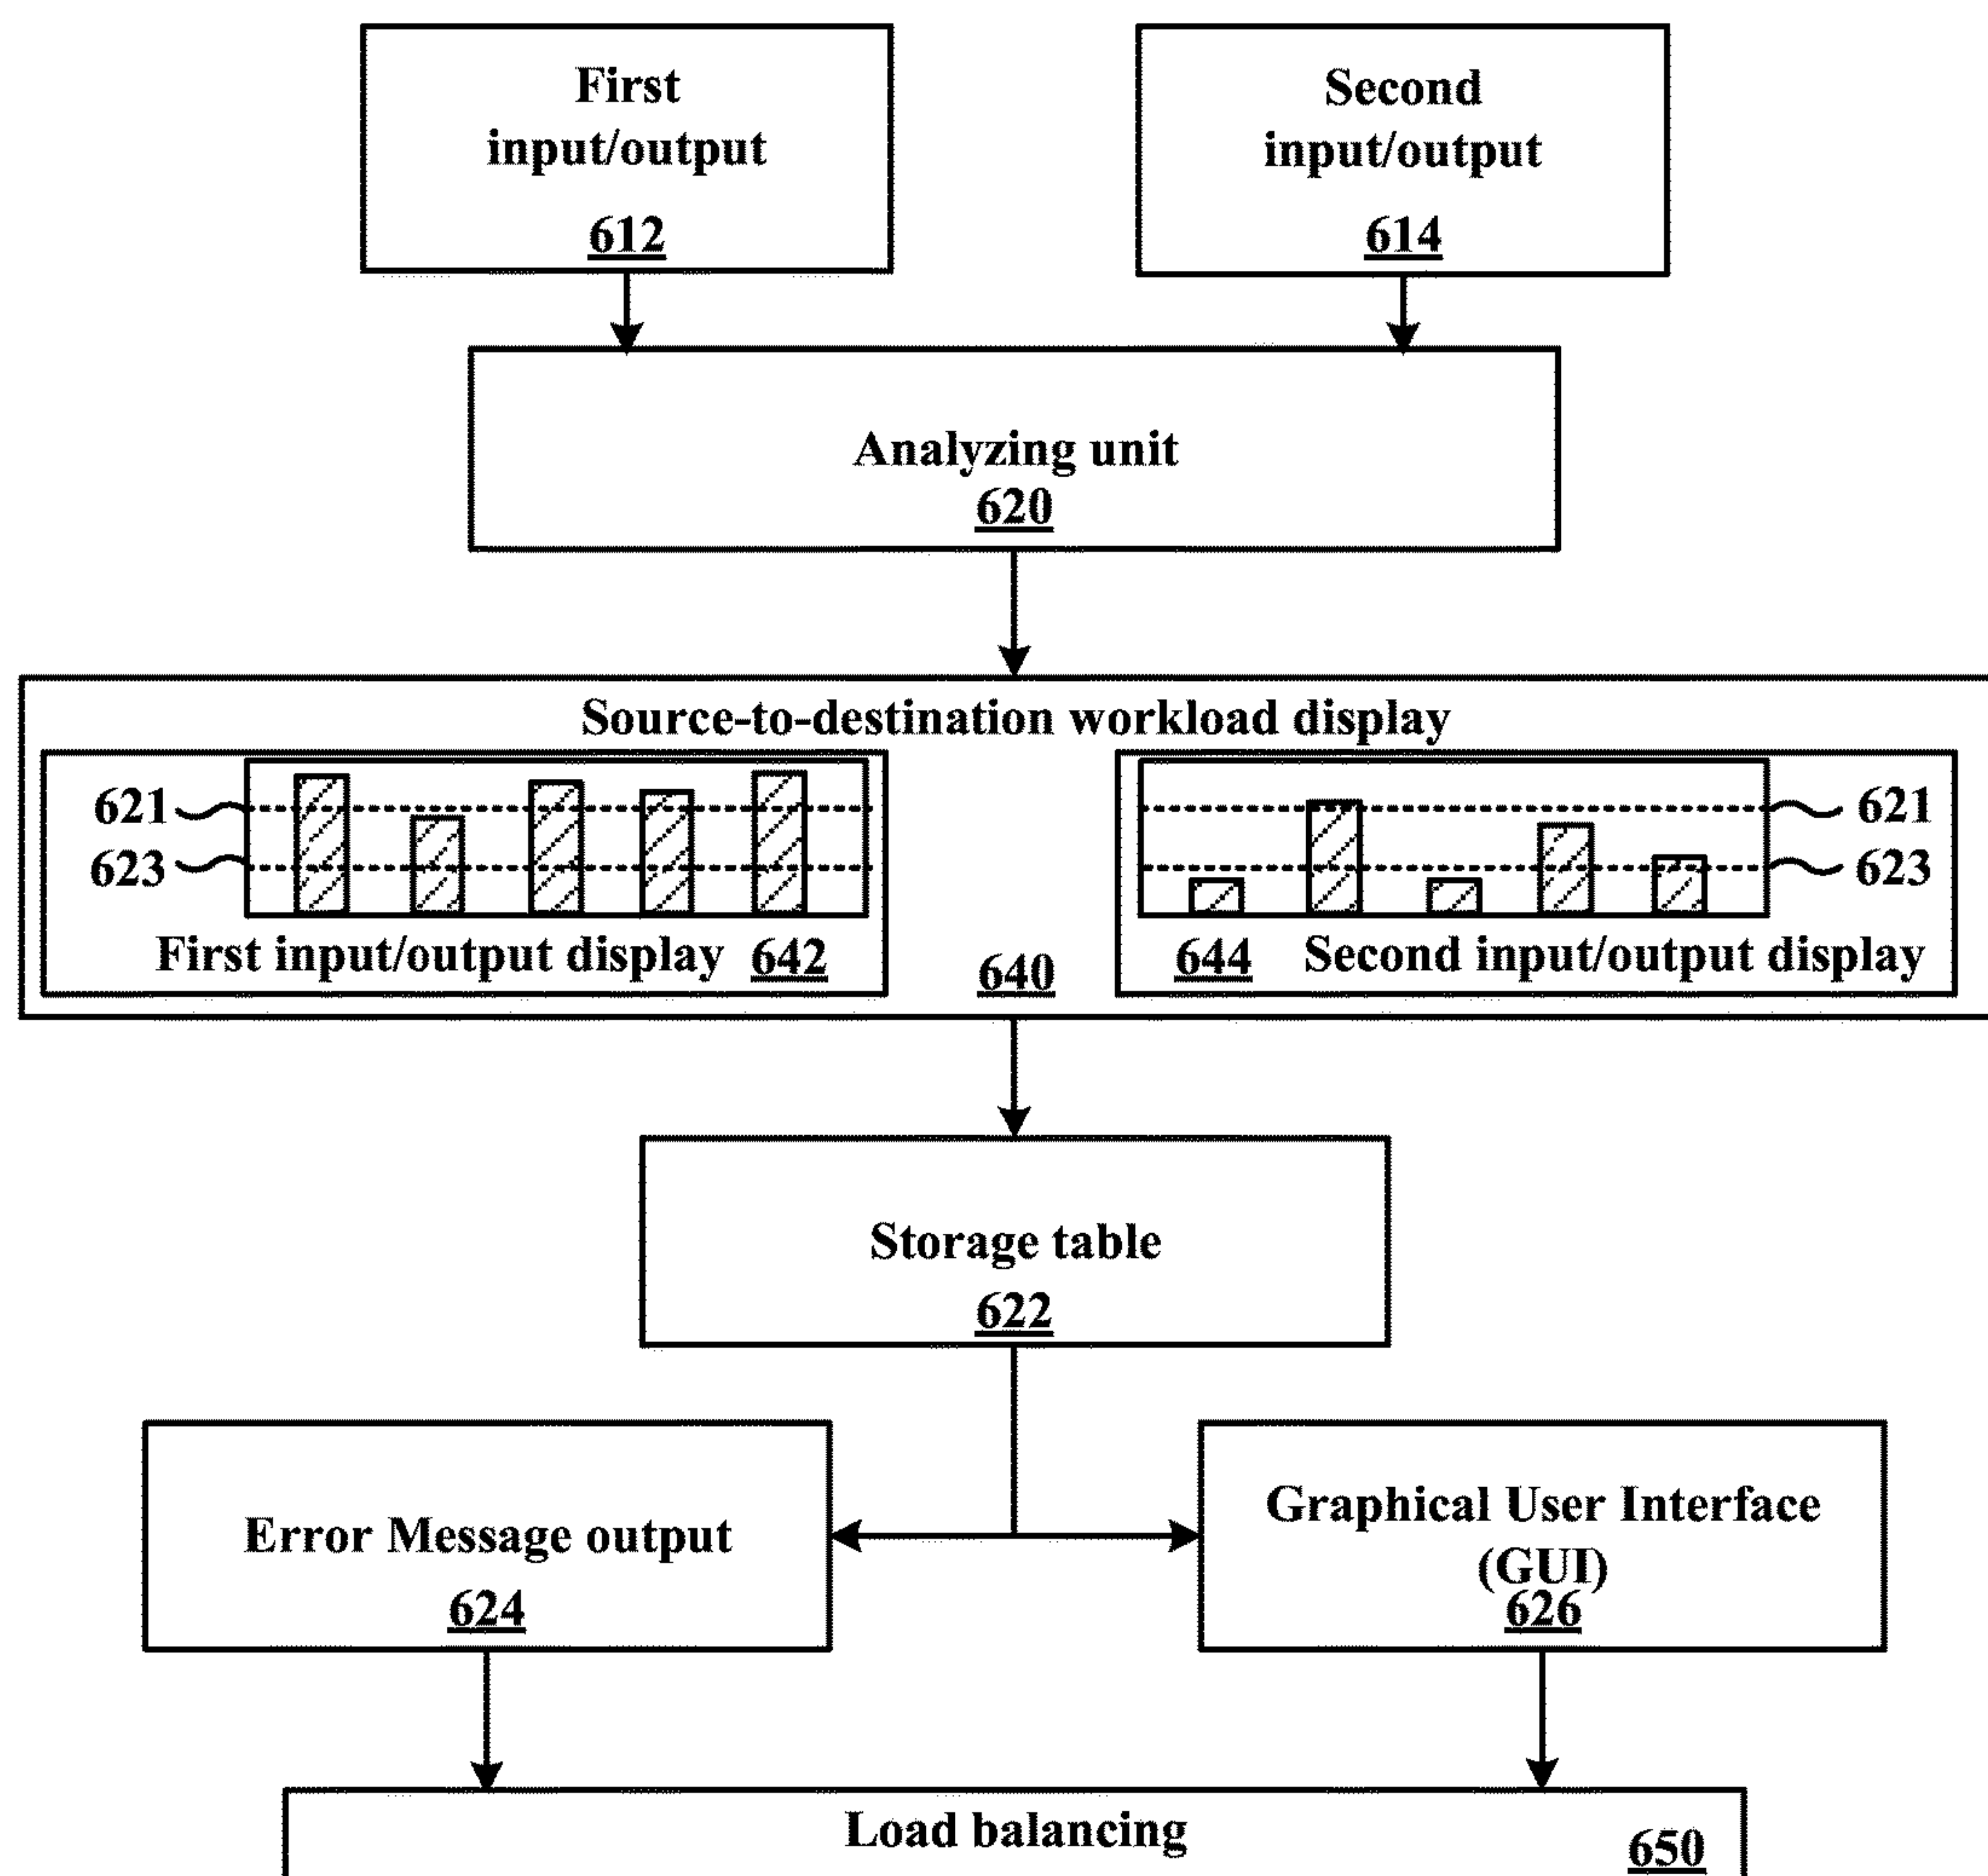 First
input/output
612
Second
input/output
614
Analyzing unit
620
Source-to-destination workload display
621
623
621
623
First input/output display 642
640
644 Second input/output display
Storage table
622
Error Message output
624
Graphical User Interface
(GUI)
626
Load balancing
650